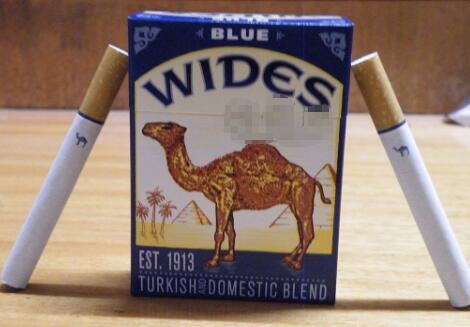 BLUE
WIDES
EST. 1913
TURKISH AND DOMESTIC BLEND